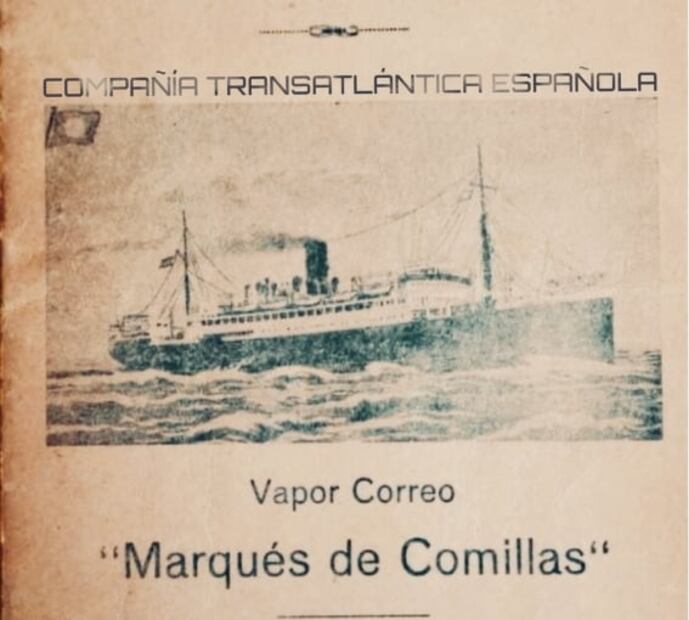 COMPAÑÍA TRANSATLÁNTICA ESPAÑOLA
Vapor Correo
“Marqués de Comillas“